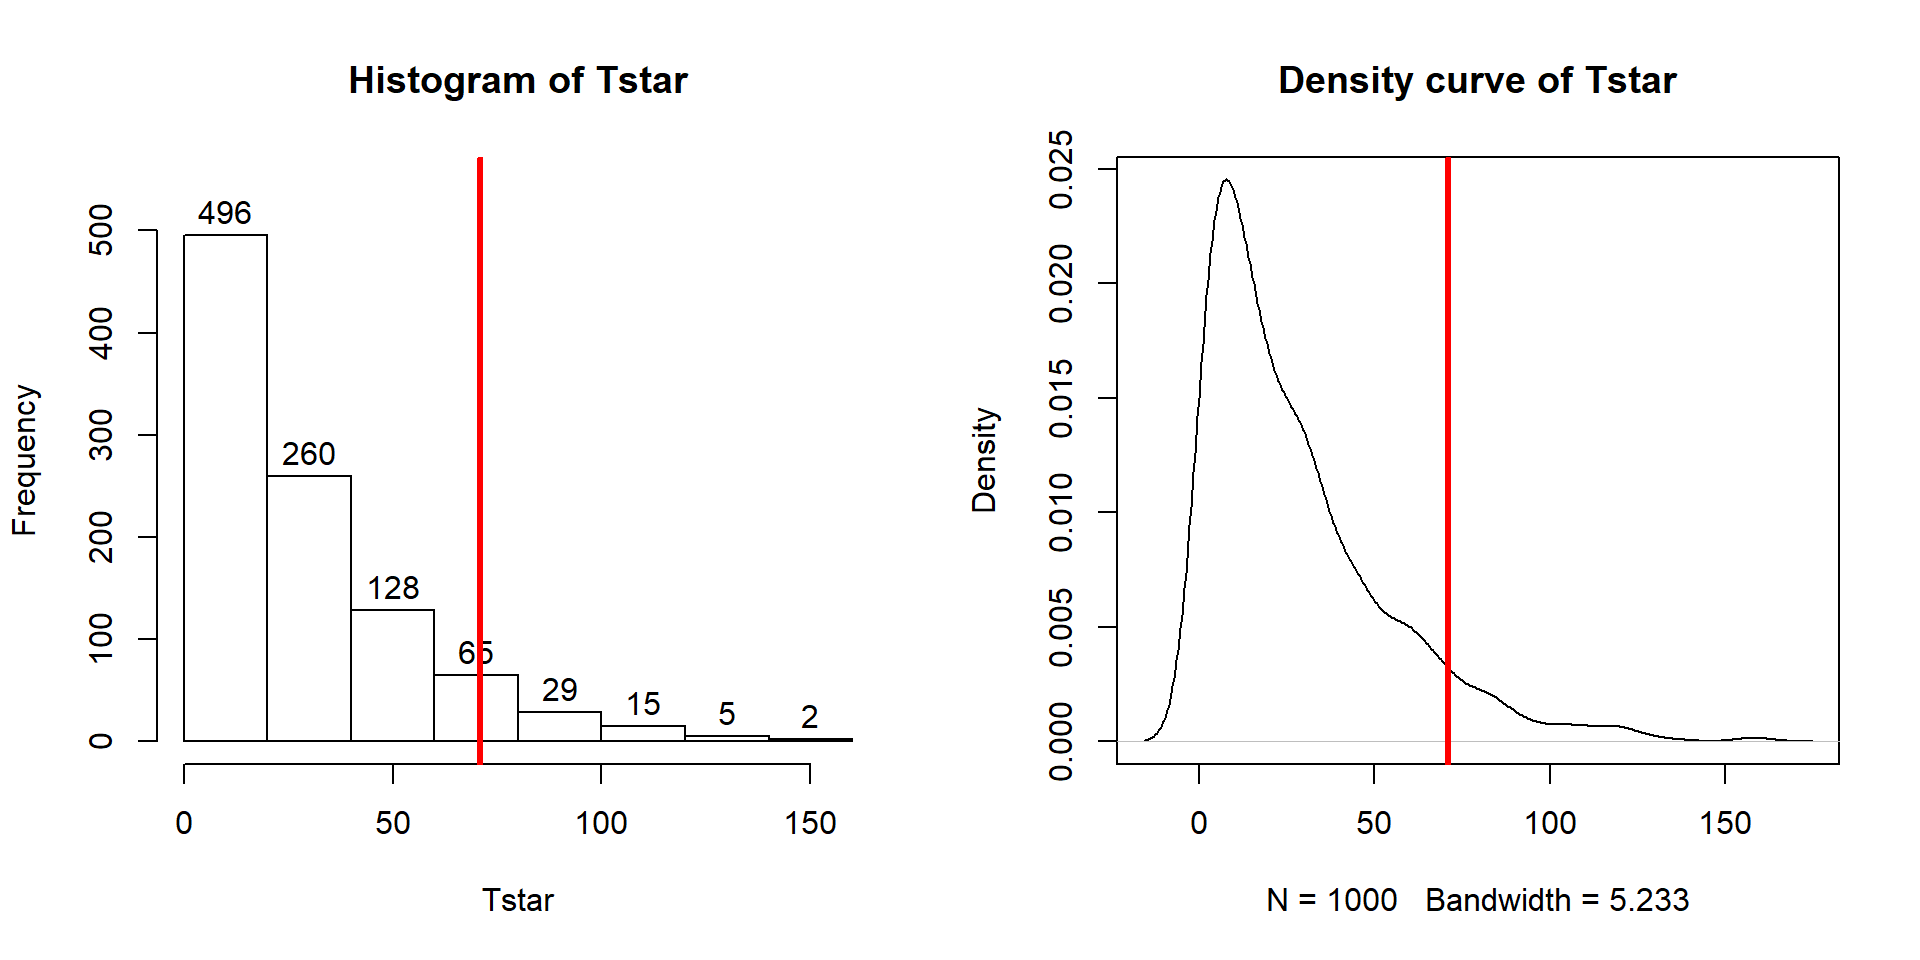 Histogram of Tstar
Frequency
0 100 200 300 400 500
496
260
128
65
29
15
5
2
0 50 100 150
Tstar
Density curve of Tstar
Density
0.000 0.005 0.010 0.015 0.020 0.025
0 50 100 150
N = 1000 Bandwidth = 5.233